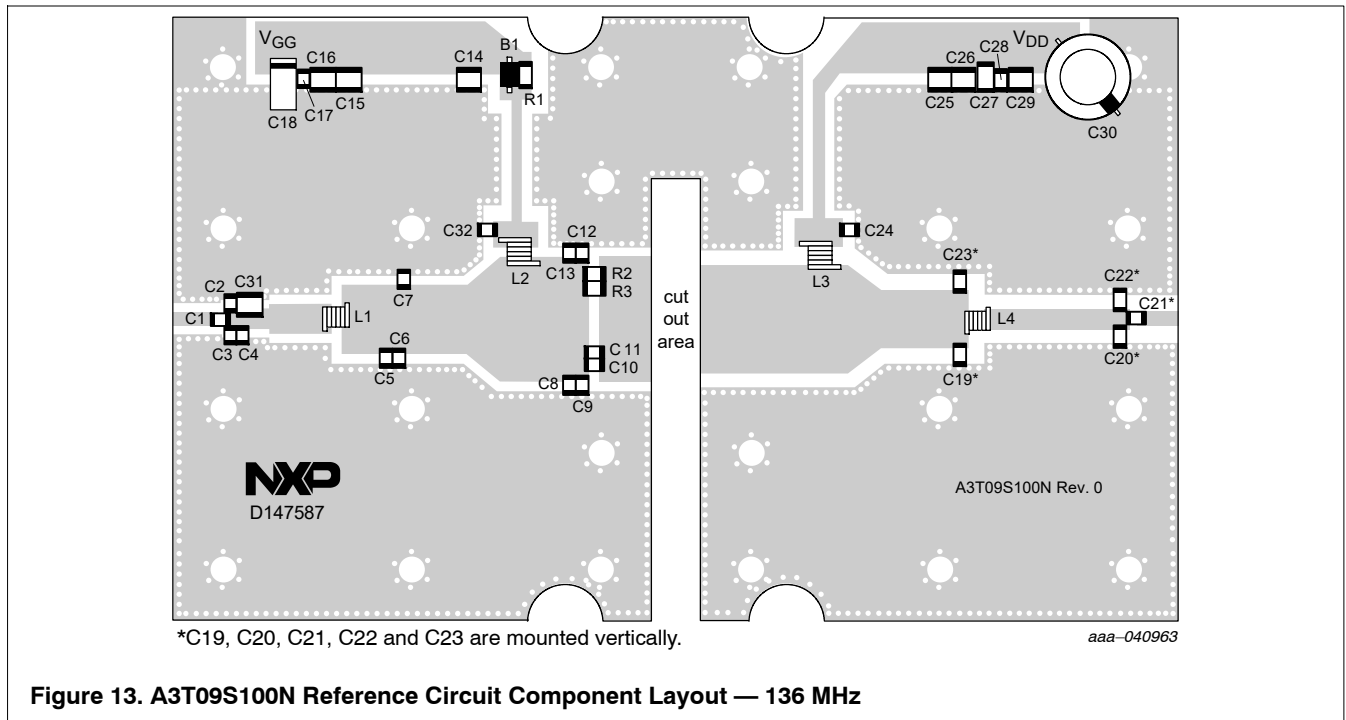 VGG
C16
C14
B1
C28
VDD
C26
R1
C15
C17
C18
C25
C27
C29
C30
C32
C12
C24
C13
L2
R2
R3
L3
C23*
C22*
C2
C31
C7
C21*
C1
L1
cut
out
area
L4
C3
C4
C6
C 11
C10
C20*
C5
C8
C9
C19*
NXP
D147587
A3T09S100N Rev. 0
*C19, C20, C21, C22 and C23 are mounted vertically.
aaa–040963
Figure 13. A3T09S100N Reference Circuit Component Layout — 136 MHz